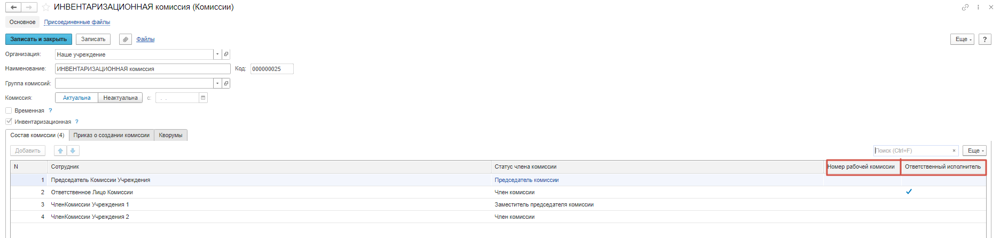 ИНВЕНТАРИЗАЦИОННАЯ комиссия (Комиссии)
Основное Присоединенные файлы
Записать и закрыть Записать Файлы Еще ?
Организация: Наше учреждение
Наименование: ИНВЕНТАРИЗАЦИОННАЯ комиссия Код: 000000025
Группа комиссий:
Комиссия: Актуальна Неактуальна с: . .
Временная ?
Инвентаризационная ?
Состав комиссии (4) Приказ о создании комиссии Кворумы
Добавить Поиск (Ctrl+F) × Еще
N Сотрудник Статус члена комиссии Номер рабочей комиссии Ответственный исполнитель
1 Председатель Комиссии Учреждения Председатель комиссии
2 Ответственное Лицо Комиссии Член комиссии
3 ЧленКомиссии Учреждения 1 Заместитель председателя комиссии
4 ЧленКомиссии Учреждения 2 Член комиссии